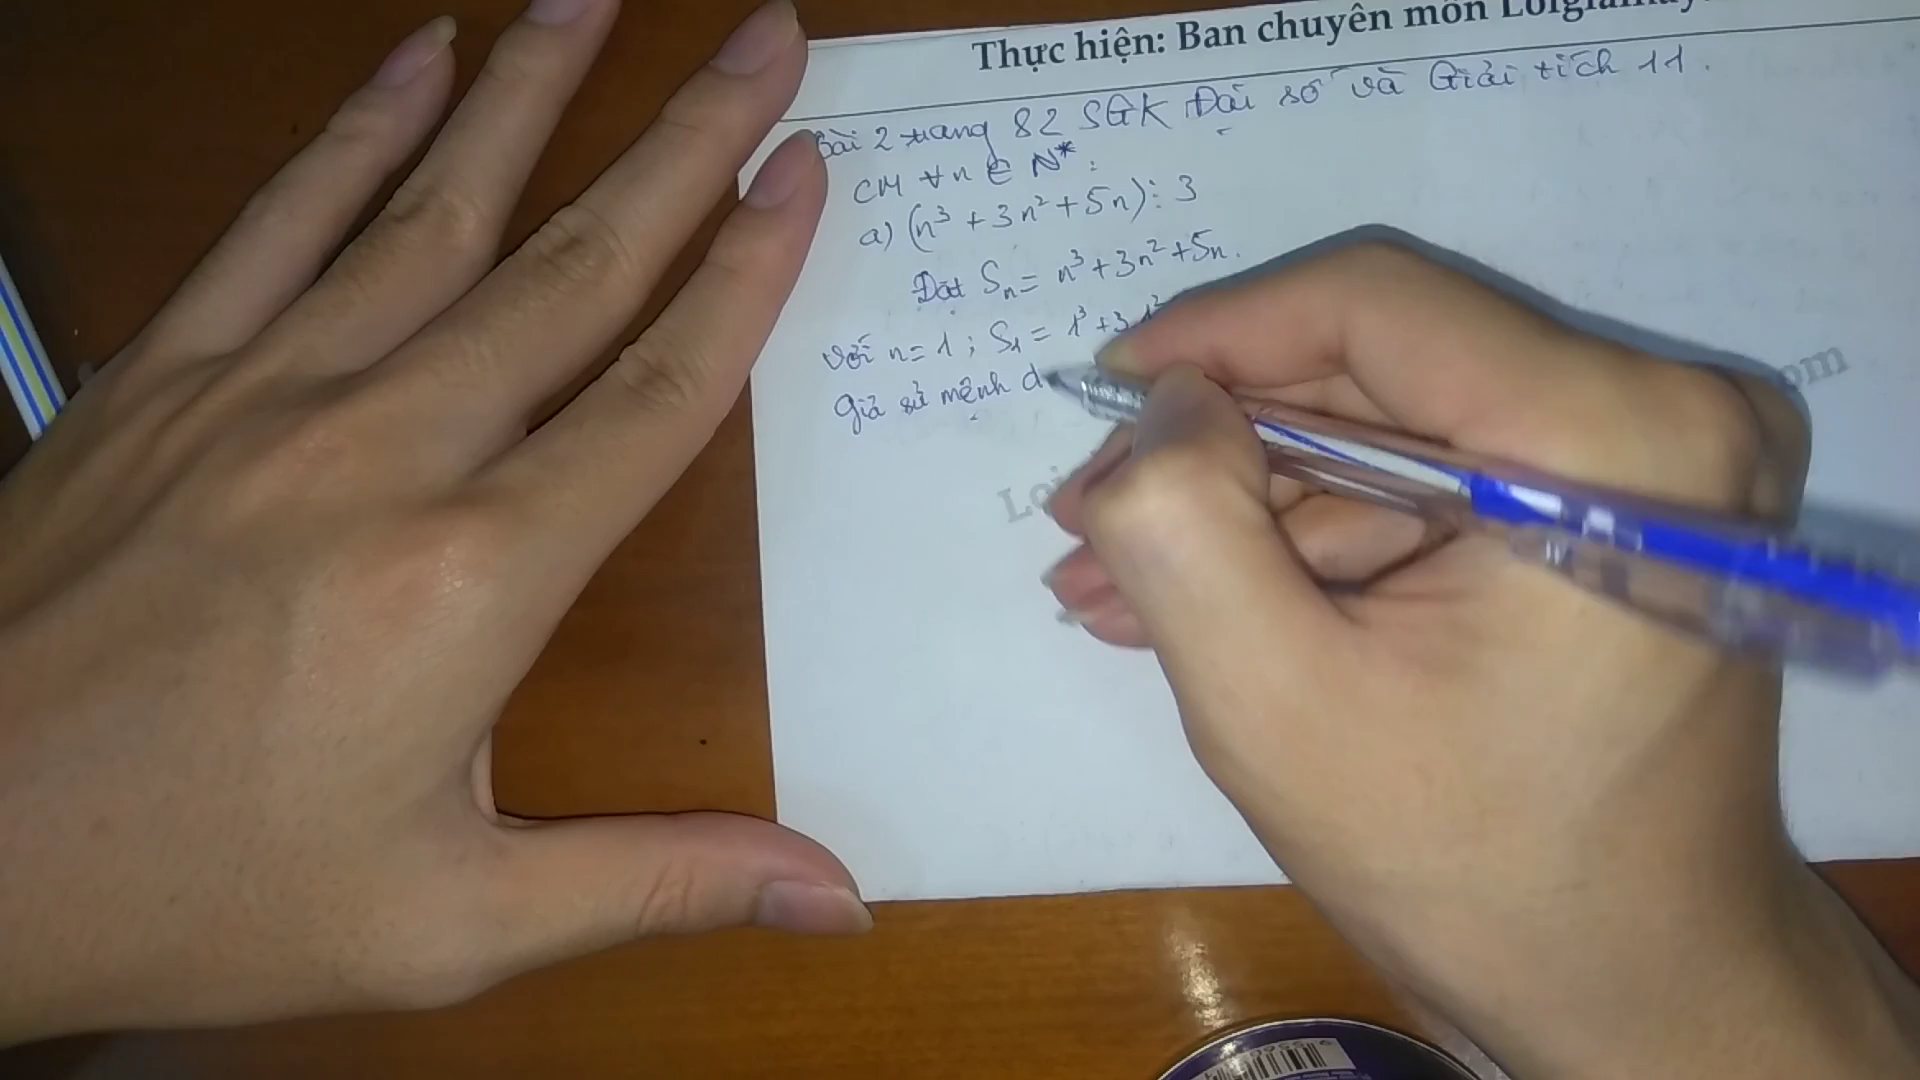 Thực hiện: Ban chuyên môn
Bài 2 trang 82 SGK Đại số và Giải tích 11.
CM ∀n ∈ N* :
a) (n³ + 3n² + 5n) ⋮ 3
Đặt Sₙ = n³ + 3n² + 5n.
Với n = 1 ; S₁ = 1³ + 3.1²
Giả sử mệnh